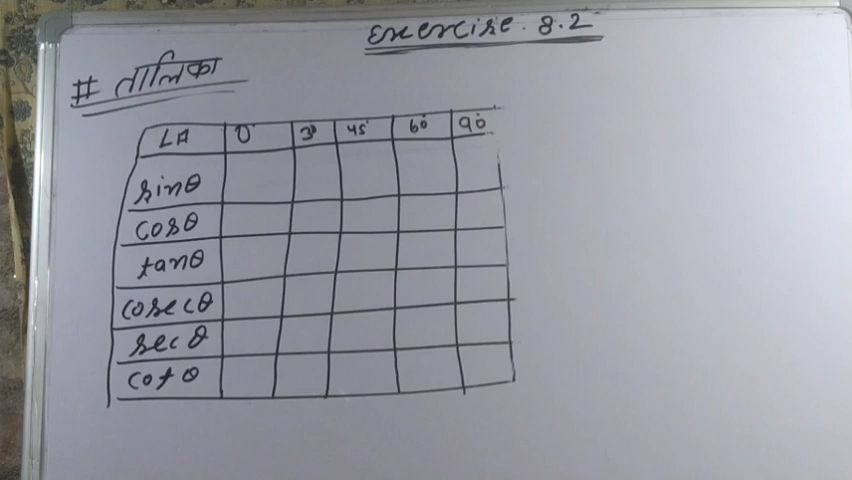 Exercise. 8.2
# तालिका
∠A 0° 30° 45° 60° 90°
sinθ
cosθ
tanθ
cosecθ
secθ
cotθ